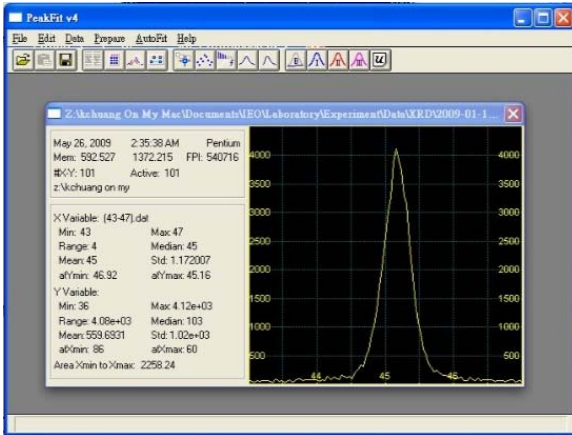 PeakFit v4
File Edit Data Prepare AutoFit Help
Z:\kchuang On My Mac\Documents\IEO\Laboratory\Experiment\Data\XRD\2009-01-1...
May 26, 2009 2:35:38 AM Pentium
Mem: 592.527 1372.215 FPI: 540716
#X-Y: 101 Active: 101
z:\kchuang on my
X Variable: (43-47).dat
Min: 43 Max: 47
Range: 4 Median: 45
Mean: 45 Std: 1.172007
afYmin: 46.92 afYmax: 45.16
Y Variable:
Min: 36 Max: 4.12e+03
Range: 4.08e+03 Median: 103
Mean: 559.6931 Std: 1.02e+03
afXmin: 86 afXmax: 60
Area Xmin to Xmax: 2258.24
4000 4000
3500 3500
3000 3000
2500 2500
2000 2000
1500 1500
1000 1000
500 500
44 45 46